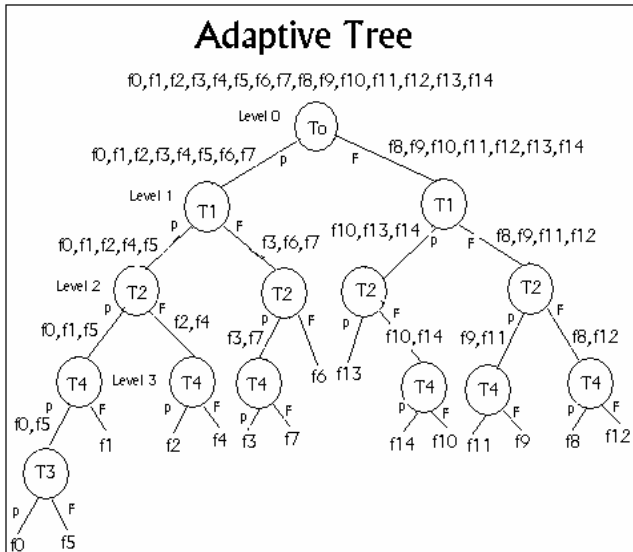 Adaptive Tree
f0,f1,f2,f3,f4,f5,f6,f7,f8,f9,f10,f11,f12,f13,f14
Level 0
To
f0,f1,f2,f3,f4,f5,f6,f7
P
F
f8,f9,f10,f11,f12,f13,f14
Level 1
T1
T1
f0,f1,f2,f4,f5
P
F
f3,f6,f7
f10,f13,f14
P
F
f8,f9,f11,f12
Level 2
T2
T2
T2
T2
f0,f1,f5
P
F
f2,f4
f3,f7
P
F
f6
P
f13
F
f10,f14
f9,f11
P
F
f8,f12
T4
Level 3
T4
T4
T4
T4
T4
f0,f5
P
F
f1
P
f2
F
f4
P
f3
F
f7
P
f14
F
f10
P
f11
F
f9
P
f8
F
f12
T3
P
F
f0
f5